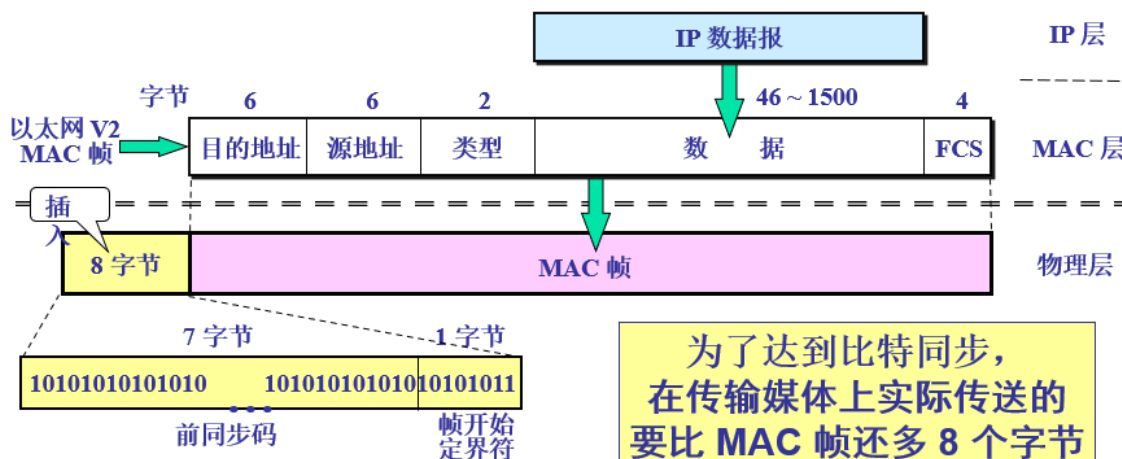 IP 数据报
IP 层
字节 6 6 2 46 ~ 1500 4
以太网 V2
MAC 帧
目的地址 源地址 类型 数 据 FCS
MAC 层
插
入
8 字节
MAC 帧
物理层
7 字节 1 字节
10101010101010 101010101010 10101011
前同步码
帧开始
定界符
为了达到比特同步，
在传输媒体上实际传送的
要比 MAC 帧还多 8 个字节